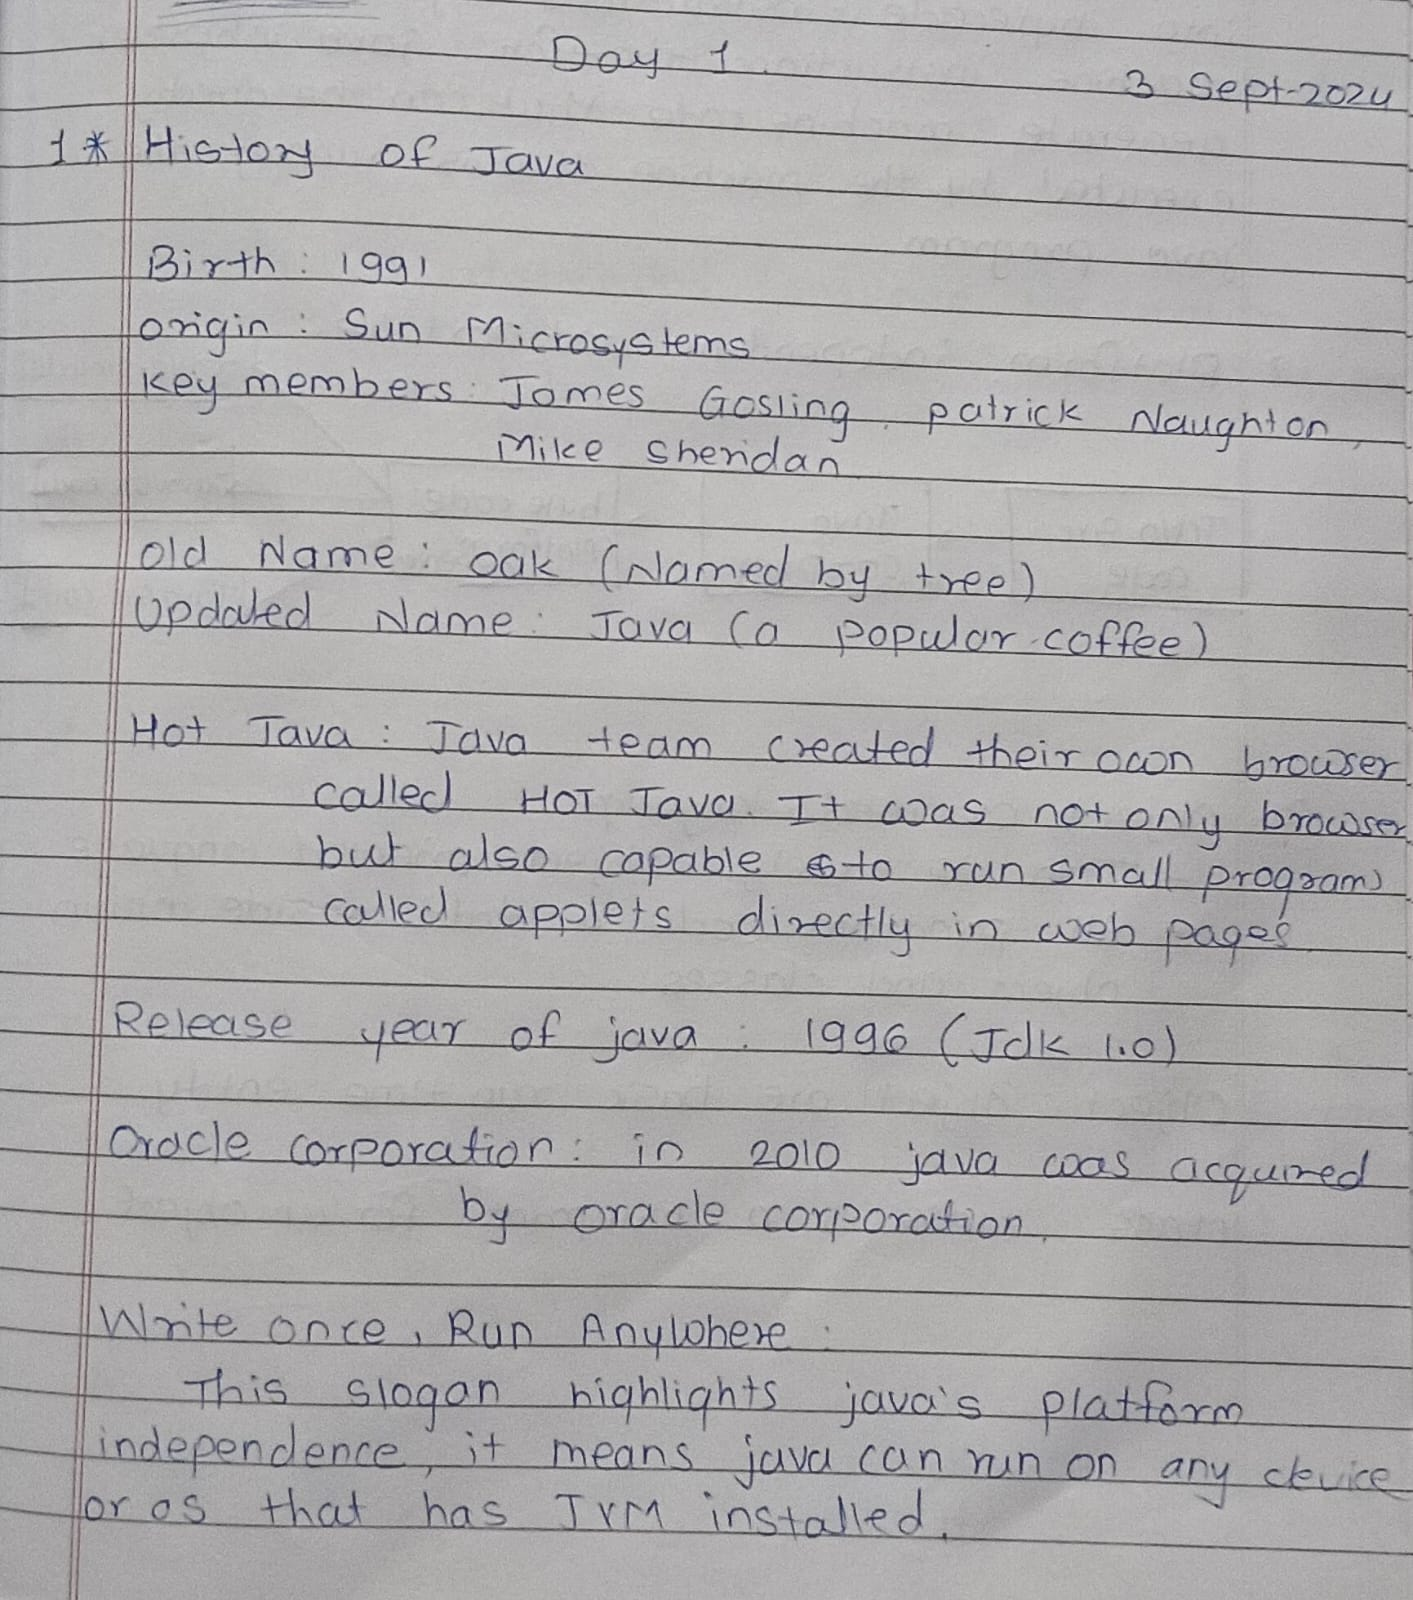 Day 1
3 Sept-2024
1* History of Java
Birth : 1991
origin : Sun Microsystems
Key members : James Gosling, patrick Naughton,
Mike Sheridan
Old Name : Oak (Named by tree)
Updated Name : Java (a popular coffee)
Hot Java : Java team created their own browser
called HOT Java. It was not only browser
but also capable to run small programs
called applets directly in web pages
Release year of java : 1996 (Jdk 1.0)
Oracle corporation : in 2010 java was acquired
by oracle corporation.
Write once, Run Anywhere :
This slogan highlights java's platform
independence, it means java can run on any device
or os that has JVM installed.